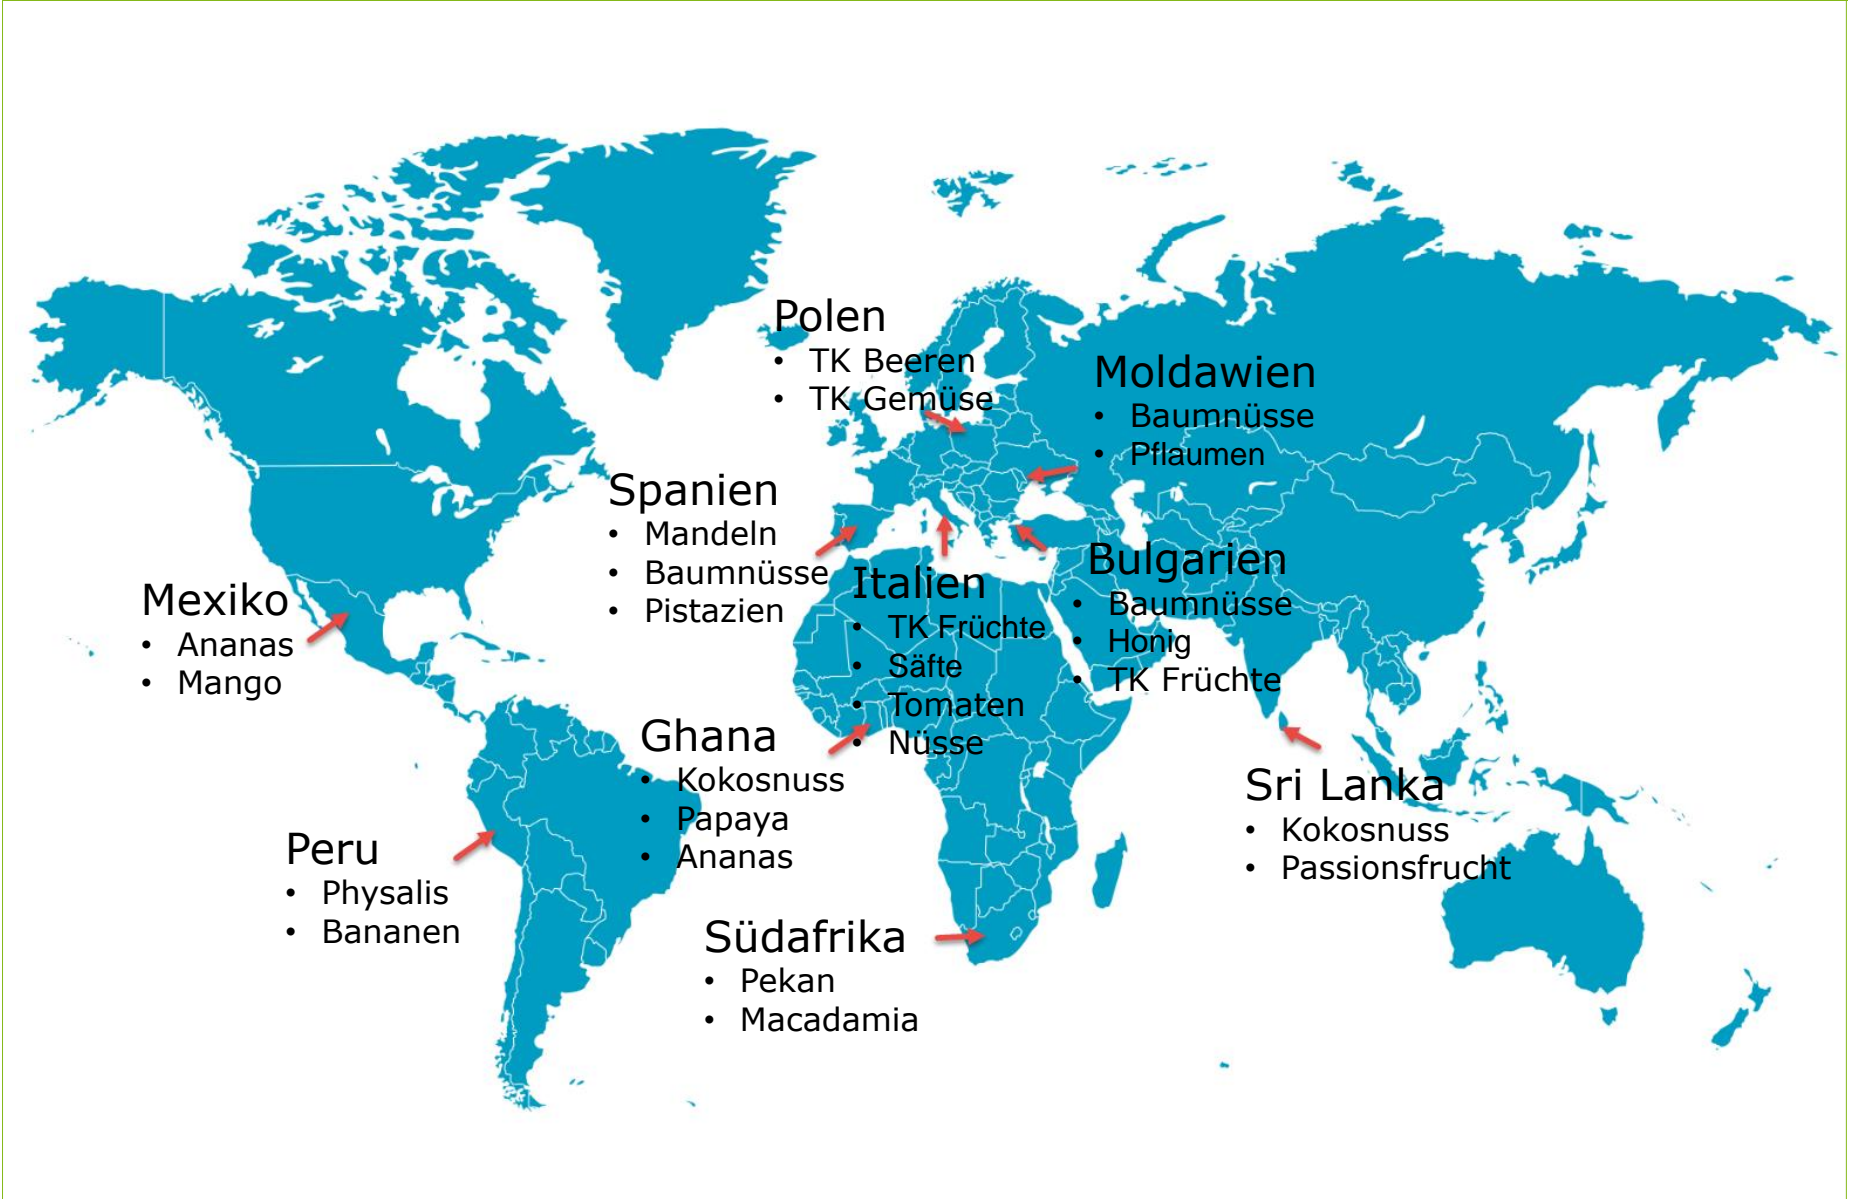 Polen
• TK Beeren
• TK Gemüse
Moldawien
• Baumnüsse
• Pflaumen
Spanien
• Mandeln
• Baumnüsse
• Pistazien
Italien
• TK Früchte
• Säfte
• Tomaten
• Nüsse
Bulgarien
• Baumnüsse
• Honig
• TK Früchte
Mexiko
• Ananas
• Mango
Ghana
• Kokosnuss
• Papaya
• Ananas
Sri Lanka
• Kokosnuss
• Passionsfrucht
Peru
• Physalis
• Bananen
Südafrika
• Pekan
• Macadamia